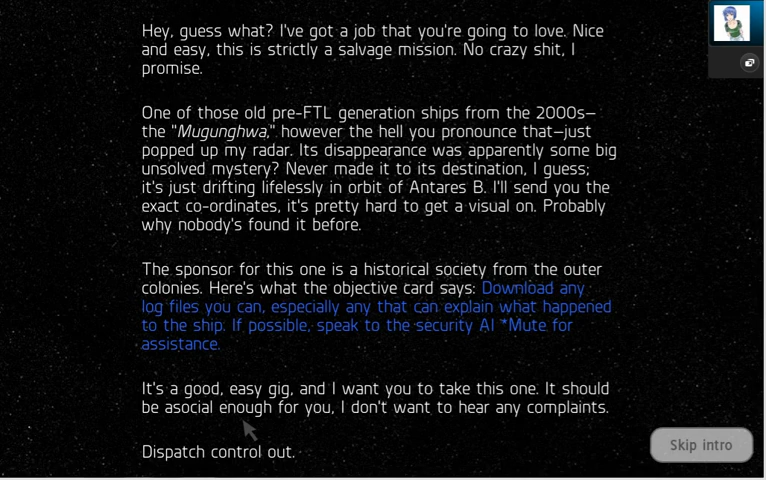 Hey, guess what? I've got a job that you're going to love. Nice
and easy, this is strictly a salvage mission. No crazy shit, I
promise.
One of those old pre-FTL generation ships from the 2000s—
the "Mugunghwa," however the hell you pronounce that—just
popped up my radar. Its disappearance was apparently some big
unsolved mystery? Never made it to its destination, I guess;
it's just drifting lifelessly in orbit of Antares B. I'll send you the
exact co-ordinates, it's pretty hard to get a visual on. Probably
why nobody's found it before.
The sponsor for this one is a historical society from the outer
colonies. Here's what the objective card says: Download any
log files you can, especially any that can explain what happened
to the ship. If possible, speak to the security AI *Mute for
assistance.
It's a good, easy gig, and I want you to take this one. It should
be asocial enough for you, I don't want to hear any complaints.
Dispatch control out.
Skip intro